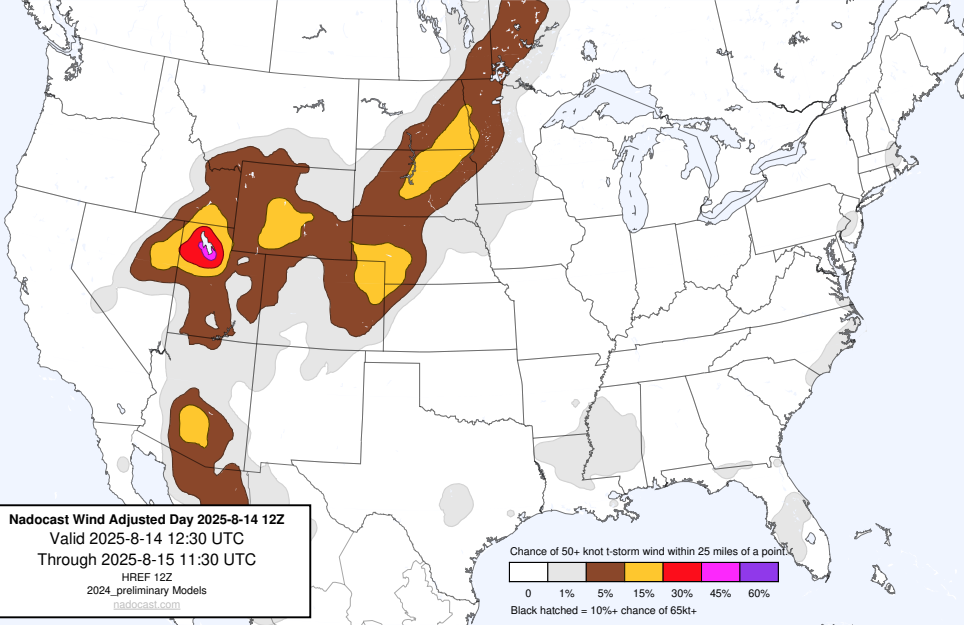 Nadocast Wind Adjusted Day 2025-8-14 12Z
Valid 2025-8-14 12:30 UTC
Through 2025-8-15 11:30 UTC
HREF 12Z
2024_preliminary Models
nadocast.com
Chance of 50+ knot t-storm wind within 25 miles of a point.
0 1% 5% 15% 30% 45% 60%
Black hatched = 10%+ chance of 65kt+